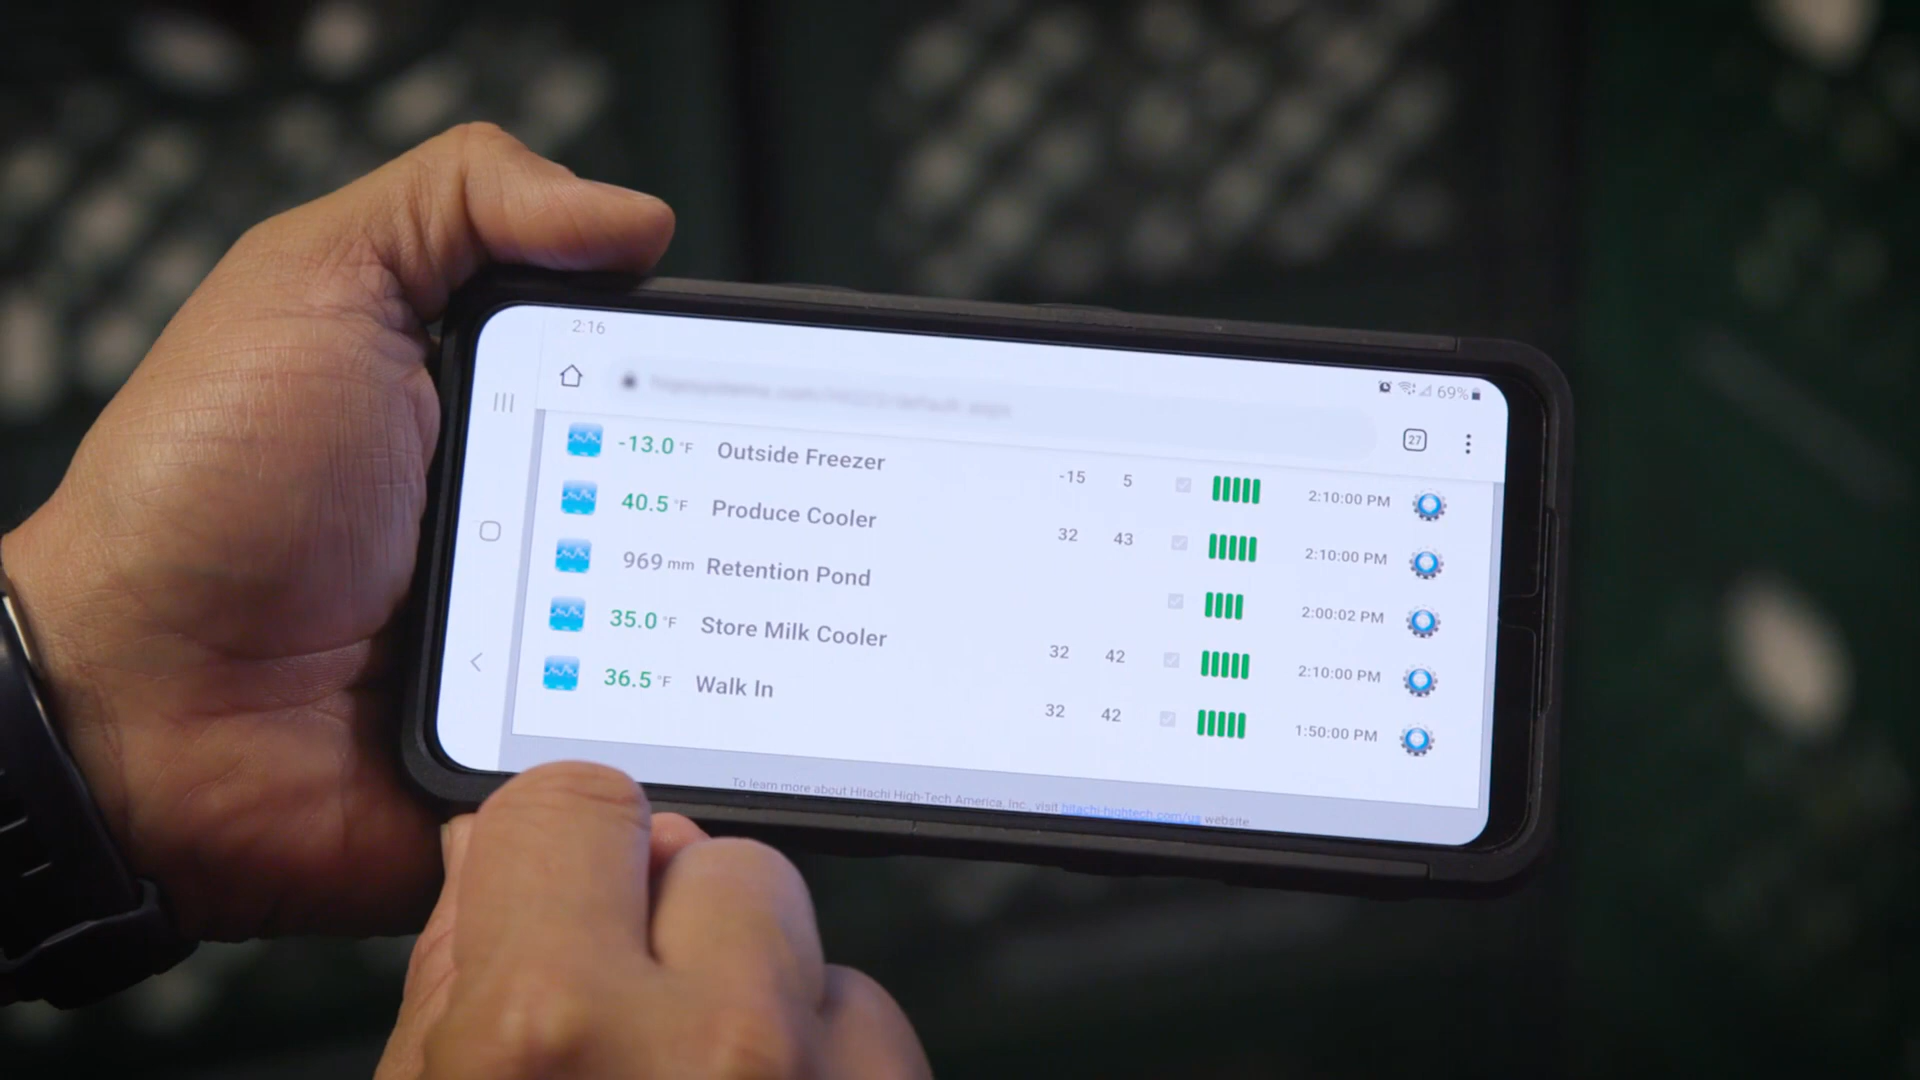 2:16
69%
27
-13.0 °F Outside Freezer -15 5 2:10:00 PM
40.5 °F Produce Cooler 32 43 2:10:00 PM
969 mm Retention Pond 2:00:02 PM
35.0 °F Store Milk Cooler 32 42 2:10:00 PM
36.5 °F Walk In 32 42 1:50:00 PM
To learn more about Hitachi High-Tech America, Inc., visit hitachi-hightech.com/us website